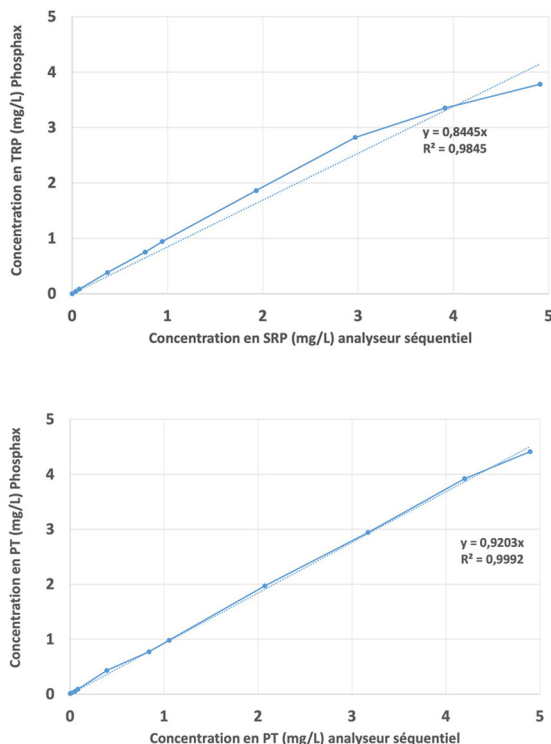 Concentration en TRP (mg/L) Phosphax
5
4
3
2
1
0
y = 0,8445x
R² = 0,9845
0 1 2 3 4 5
Concentration en SRP (mg/L) analyseur séquentiel
Concentration en PT (mg/L) Phosphax
5
4
3
2
1
0
y = 0,9203x
R² = 0,9992
0 1 2 3 4 5
Concentration en PT (mg/L) analyseur séquentiel